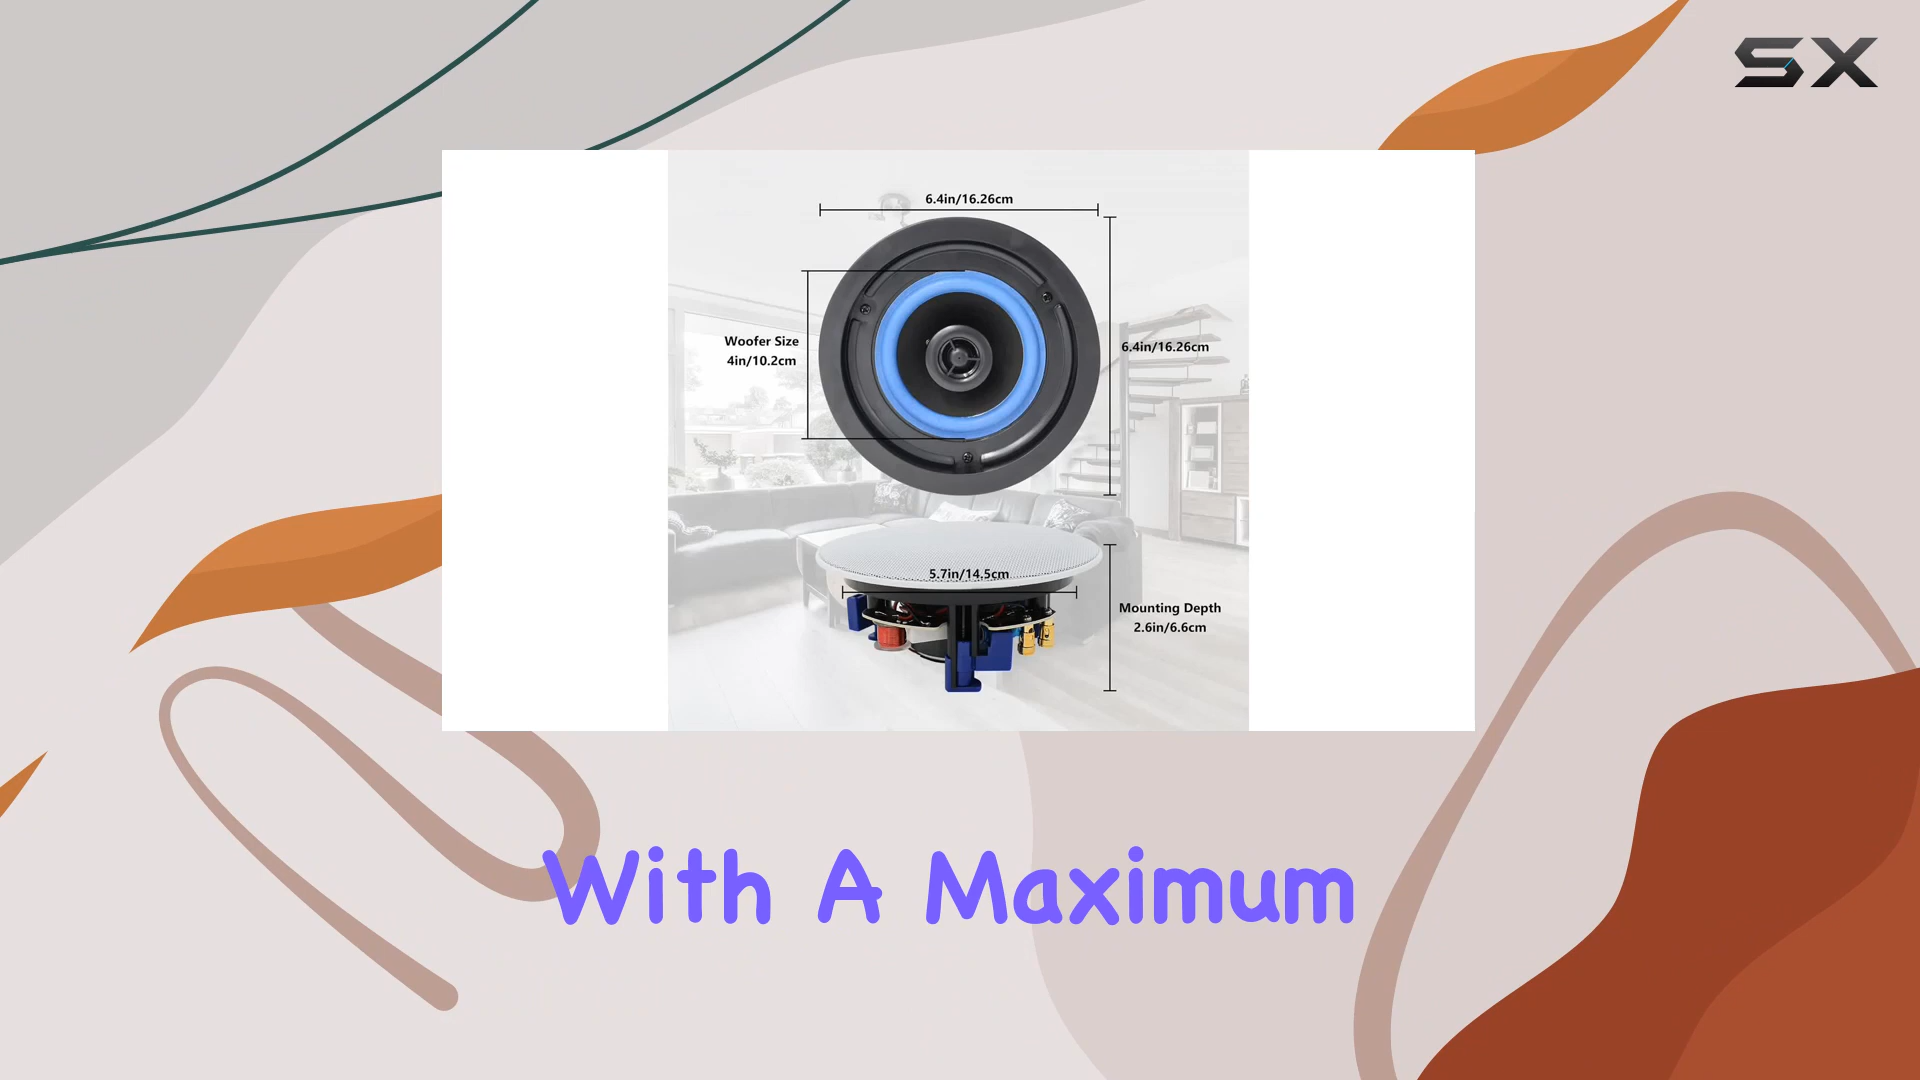 SX
6.4in/16.26cm
Woofer Size
4in/10.2cm
6.4in/16.26cm
5.7in/14.5cm
Mounting Depth
2.6in/6.6cm
With A Maximum